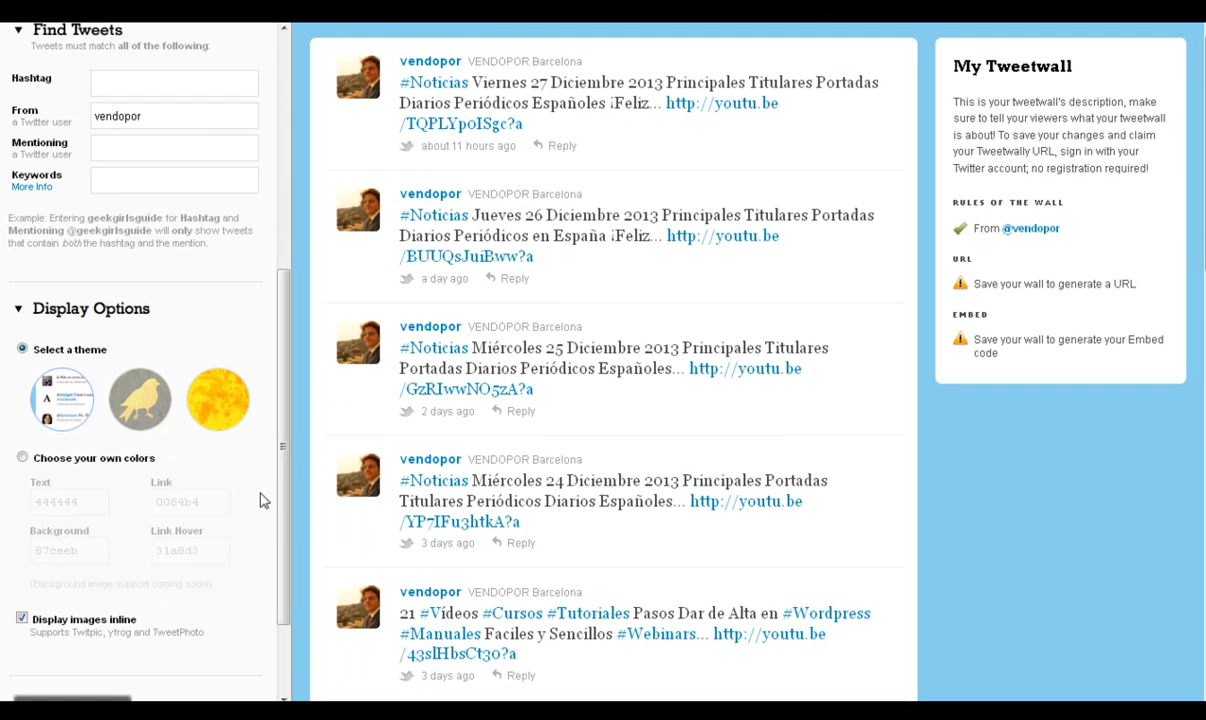 Find Tweets
Tweets must match all of the following:
Hashtag
From
a Twitter user
vendopor
Mentioning
a Twitter user
Keywords
More Info
Example: Entering geekgirlsguide for Hashtag and
Mentioning @geekgirlsguide will only show tweets
that contain both the hashtag and the mention.
Display Options
Select a theme
Choose your own colors
Text
Link
444444
0084b4
Background
Link Hover
87ceeb
31a8d3
(Background image support coming soon!)
Display images inline
Supports Twitpic, yfrog and TweetPhoto
vendopor VENDOPOR Barcelona
#Noticias Viernes 27 Diciembre 2013 Principales Titulares Portadas
Diarios Periódicos Españoles ¡Feliz... http://youtu.be
/TQPLYp0ISgc?a
about 11 hours ago Reply
vendopor VENDOPOR Barcelona
#Noticias Jueves 26 Diciembre 2013 Principales Titulares Portadas
Diarios Periódicos en España ¡Feliz... http://youtu.be
/BUUQsJuiBww?a
a day ago Reply
vendopor VENDOPOR Barcelona
#Noticias Miércoles 25 Diciembre 2013 Principales Titulares
Portadas Diarios Periódicos Españoles... http://youtu.be
/GzRIwwNO5zA?a
2 days ago Reply
vendopor VENDOPOR Barcelona
#Noticias Miércoles 24 Diciembre 2013 Principales Portadas
Titulares Periódicos Diarios Españoles... http://youtu.be
/YP7IFu3htkA?a
3 days ago Reply
vendopor VENDOPOR Barcelona
21 #Vídeos #Cursos #Tutoriales Pasos Dar de Alta en #Wordpress
#Manuales Faciles y Sencillos #Webinars... http://youtu.be
/43slHbsCt30?a
3 days ago Reply
My Tweetwall
This is your tweetwall's description, make
sure to tell your viewers what your tweetwall
is about! To save your changes and claim
your Tweetwally URL, sign in with your
Twitter account; no registration required!
RULES OF THE WALL
From @vendopor
URL
Save your wall to generate a URL
EMBED
Save your wall to generate your Embed
code